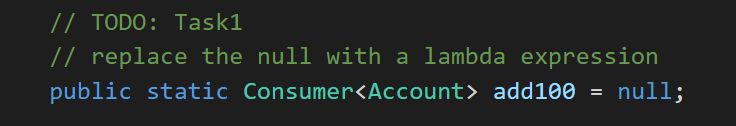 // TODO: Task1
// replace the null with a lambda expression
public static Consumer<Account> add100 = null;